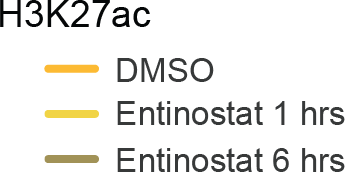 H3K27ac
DMSO
Entinostat 1 hrs
Entinostat 6 hrs